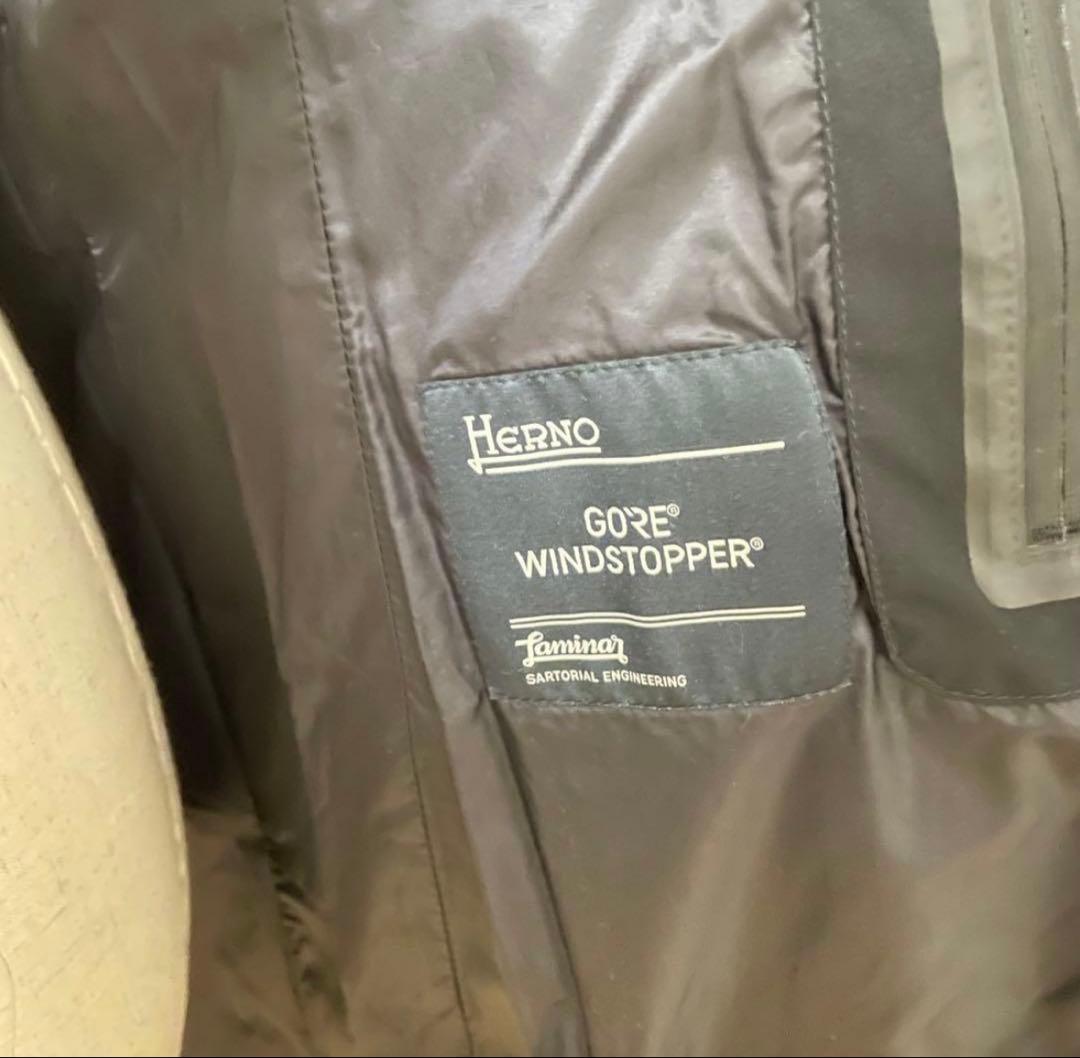 HERNO
GORE®
WINDSTOPPER®
Laminar
SARTORIAL ENGINEERING